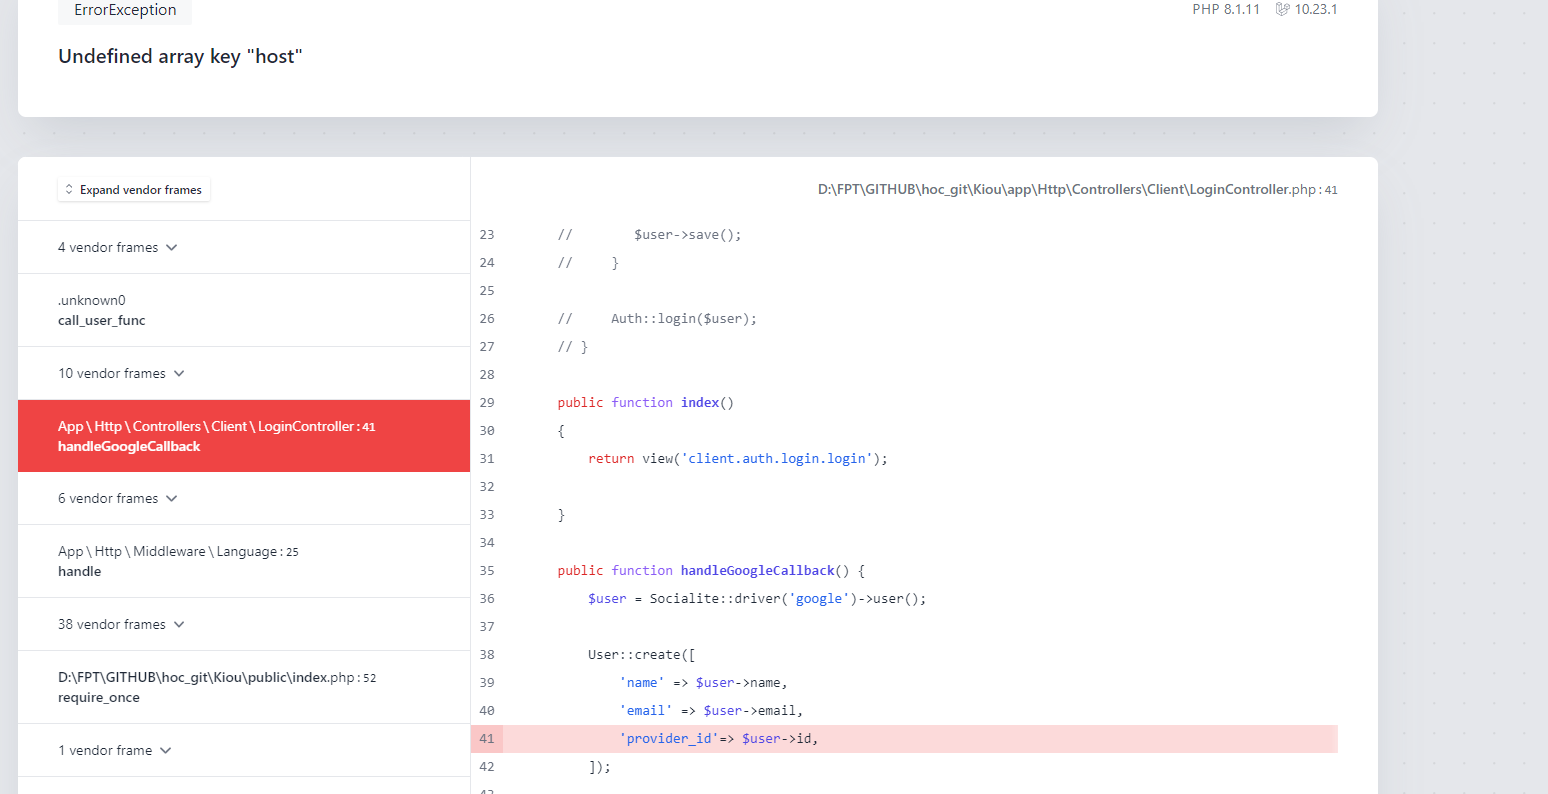 ErrorException
PHP 8.1.11 10.23.1
Undefined array key "host"
Expand vendor frames
4 vendor frames
.unknown0
call_user_func
10 vendor frames
App \ Http \ Controllers \ Client \ LoginController : 41
handleGoogleCallback
6 vendor frames
App \ Http \ Middleware \ Language : 25
handle
38 vendor frames
D:\FPT\GITHUB\hoc_git\Kiou\public\index.php : 52
require_once
1 vendor frame
D:\FPT\GITHUB\hoc_git\Kiou\app\Http\Controllers\Client\LoginController.php : 41
23 //        $user->save();
24 //     }
25
26 //     Auth::login($user);
27 // }
28
29 public function index()
30 {
31     return view('client.auth.login.login');
32
33 }
34
35 public function handleGoogleCallback() {
36     $user = Socialite::driver('google')->user();
37
38     User::create([
39         'name' => $user->name,
40         'email' => $user->email,
41         'provider_id'=> $user->id,
42     ]);
43